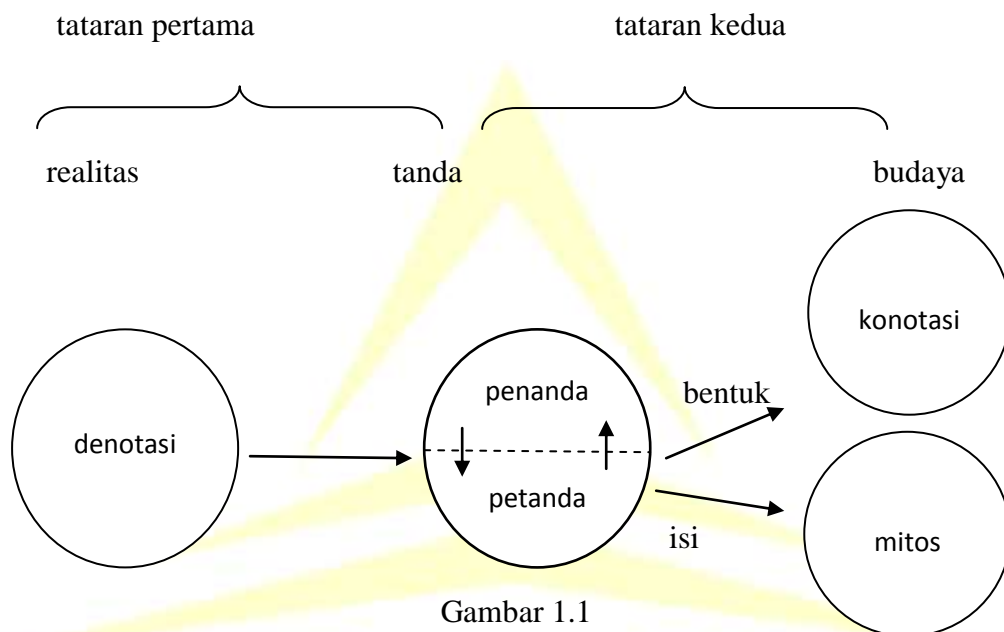 tataran pertama
tataran kedua
realitas
tanda
budaya
konotasi
penanda
bentuk
denotasi
petanda
isi
mitos
Gambar 1.1